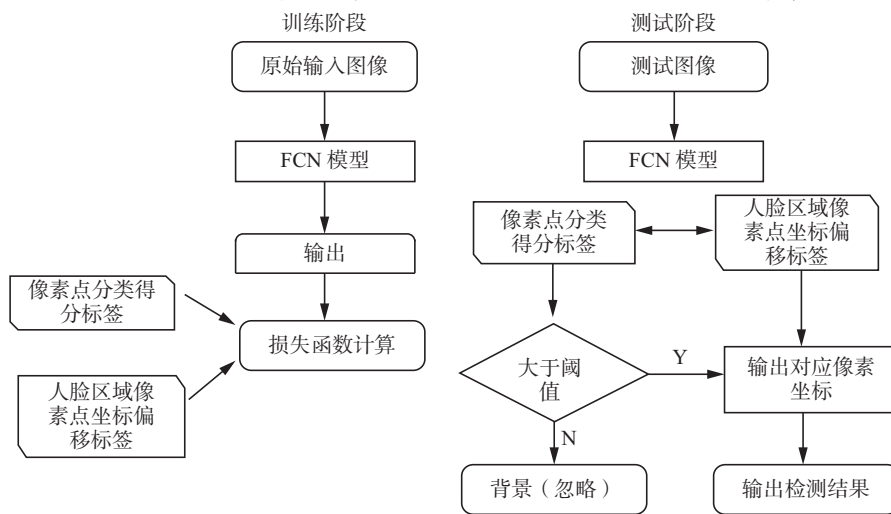 训练阶段
原始输入图像
FCN 模型
输出
像素点分类得
分标签
损失函数计算
人脸区域像
素点坐标偏
移标签
测试阶段
测试图像
FCN 模型
像素点分类
得分标签
人脸区域像
素点坐标偏
移标签
大于阈
值
Y
输出对应像素
坐标
N
背景（忽略）
输出检测结果